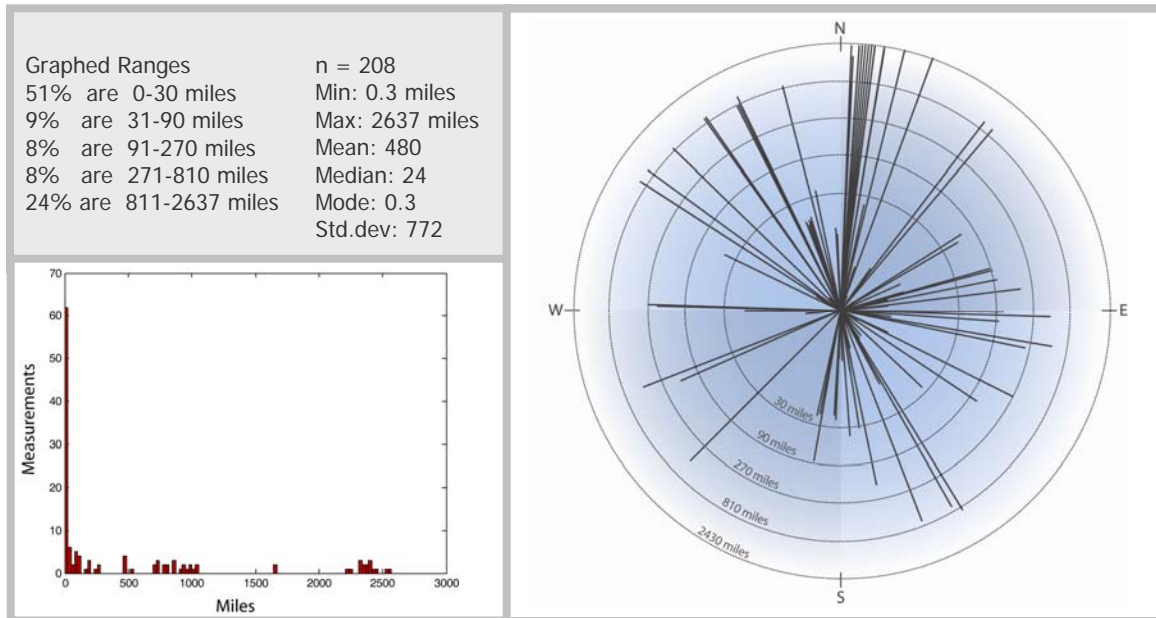 Graphed Ranges
51% are 0-30 miles
9% are 31-90 miles
8% are 91-270 miles
8% are 271-810 miles
24% are 811-2637 miles
n = 208
Min: 0.3 miles
Max: 2637 miles
Mean: 480
Median: 24
Mode: 0.3
Std.dev: 772
70
60
50
40
30
20
10
0
Measurements
0 500 1000 1500 2000 2500 3000
Miles
N
W
E
S
30 miles
90 miles
270 miles
810 miles
2430 miles